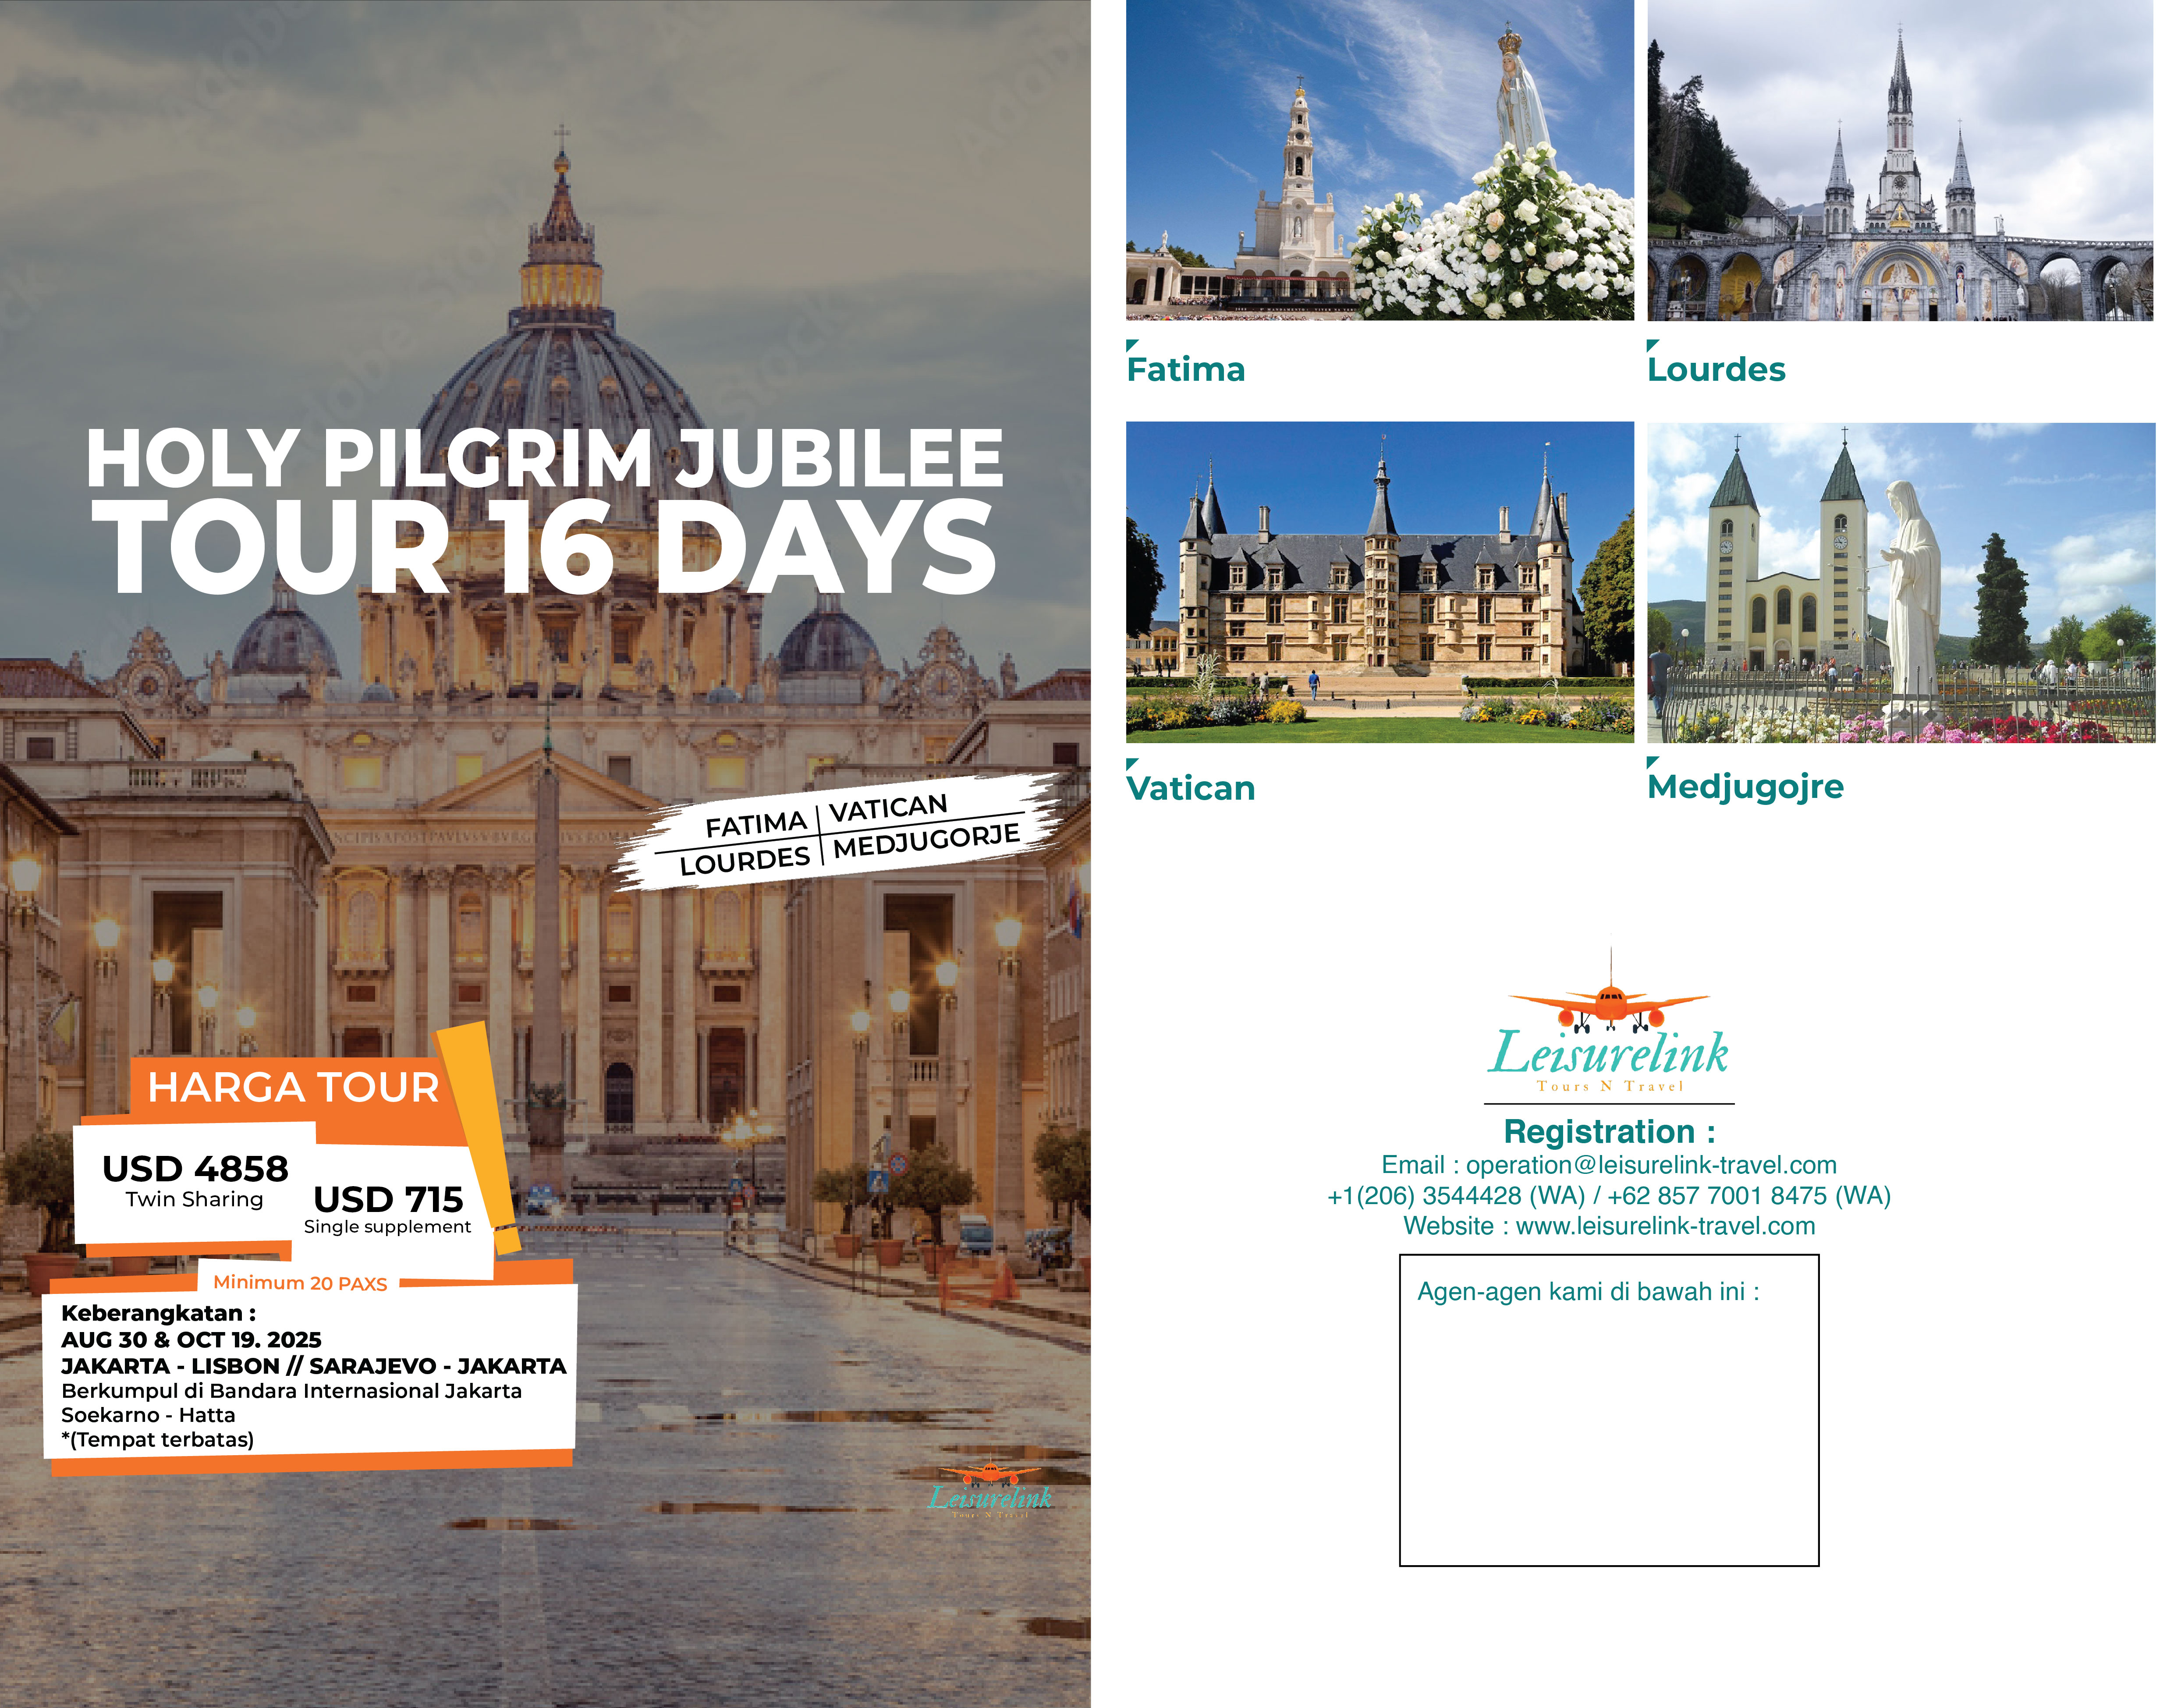 HOLY PILGRIM JUBILEE
TOUR 16 DAYS
FATIMA | VATICAN
LOURDES | MEDJUGORJE
HARGA TOUR
USD 4858
Twin Sharing
USD 715
Single supplement
Minimum 20 PAXS
Keberangkatan :
AUG 30 & OCT 19. 2025
JAKARTA - LISBON // SARAJEVO - JAKARTA
Berkumpul di Bandara Internasional Jakarta
Soekarno - Hatta
*(Tempat terbatas)
Leisurelink
Tours N Travel
Fatima
Lourdes
Vatican
Medjugojre
Leisurelink
Tours N Travel
Registration :
Email : operation@leisurelink-travel.com
+1(206) 3544428 (WA) / +62 857 7001 8475 (WA)
Website : www.leisurelink-travel.com
Agen-agen kami di bawah ini :